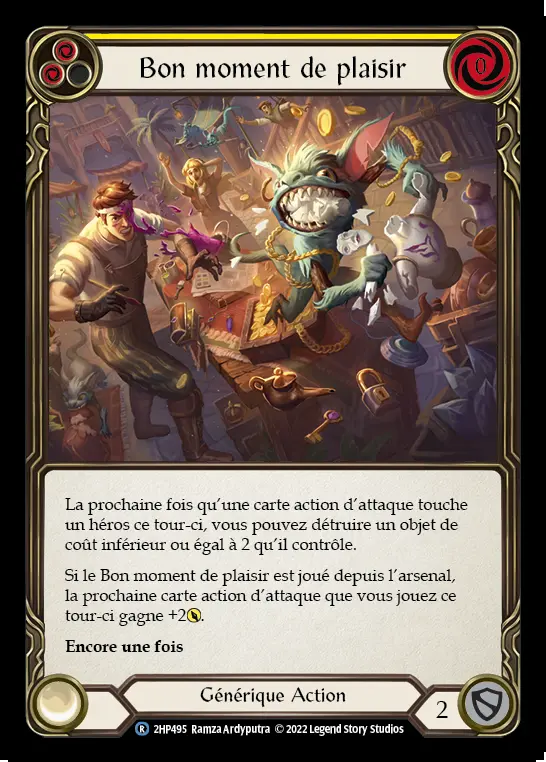 Bon moment de plaisir
0
La prochaine fois qu'une carte action d'attaque touche
un héros ce tour-ci, vous pouvez détruire un objet de
coût inférieur ou égal à 2 qu'il contrôle.
Si le Bon moment de plaisir est joué depuis l'arsenal,
la prochaine carte action d'attaque que vous jouez ce
tour-ci gagne +2.
Encore une fois
Générique Action
2
R 2HP495 Ramza Ardyputra © 2022 Legend Story Studios